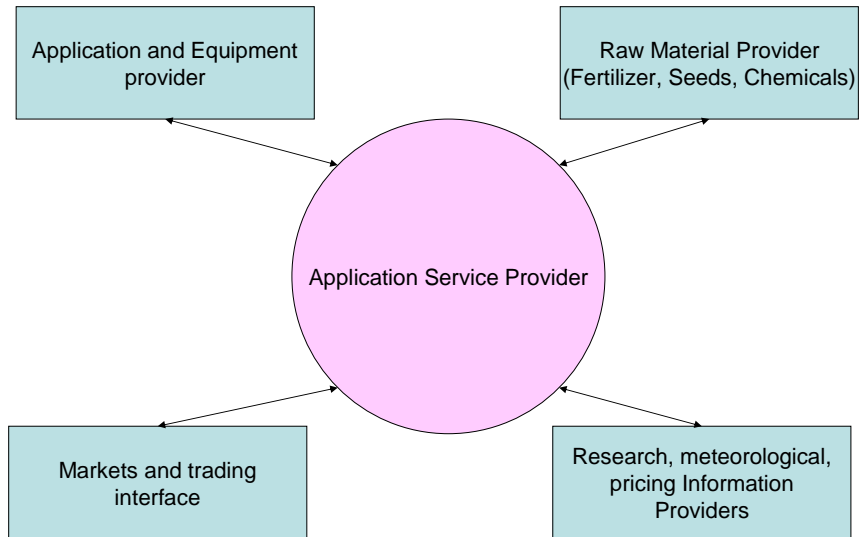 Application and Equipment
provider
Raw Material Provider
(Fertilizer, Seeds, Chemicals)
Application Service Provider
Markets and trading
interface
Research, meteorological,
pricing Information
Providers